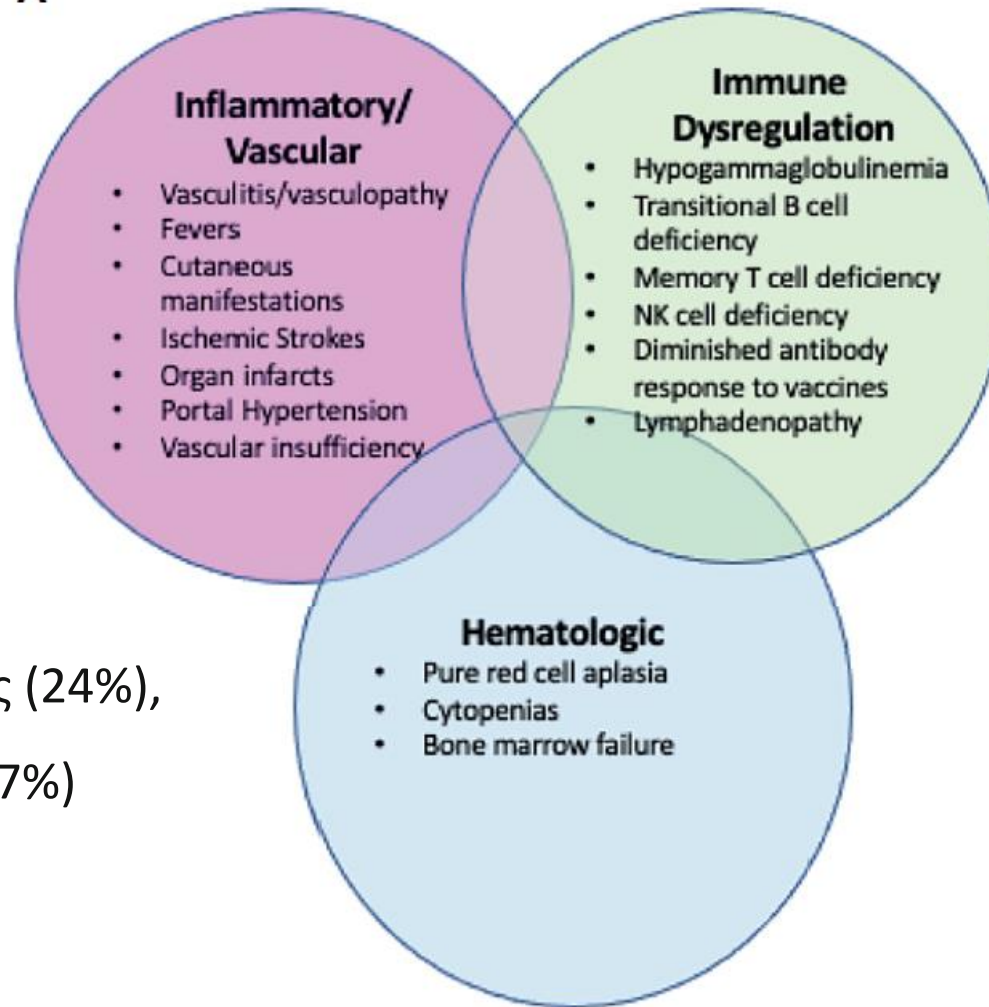 Inflammatory/
Vascular
• Vasculitis/vasculopathy
• Fevers
• Cutaneous
manifestations
• Ischemic Strokes
• Organ infarcts
• Portal Hypertension
• Vascular insufficiency
Immune
Dysregulation
• Hypogammaglobulinemia
• Transitional B cell
deficiency
• Memory T cell deficiency
• NK cell deficiency
• Diminished antibody
response to vaccines
• Lymphadenopathy
Hematologic
• Pure red cell aplasia
• Cytopenias
• Bone marrow failure
ς (24%),
7%)